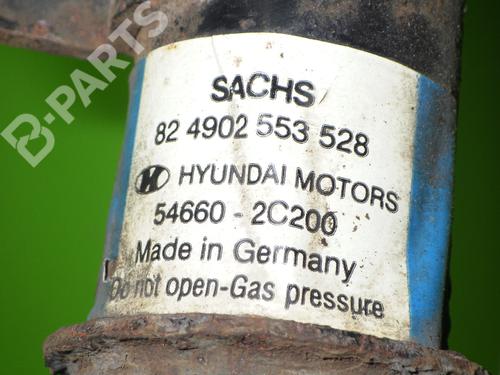 B-PARTS
SACHS
82 4902 553 528
HYUNDAI MOTORS
54660 - 2C200
Made in Germany
Do not open-Gas pressure